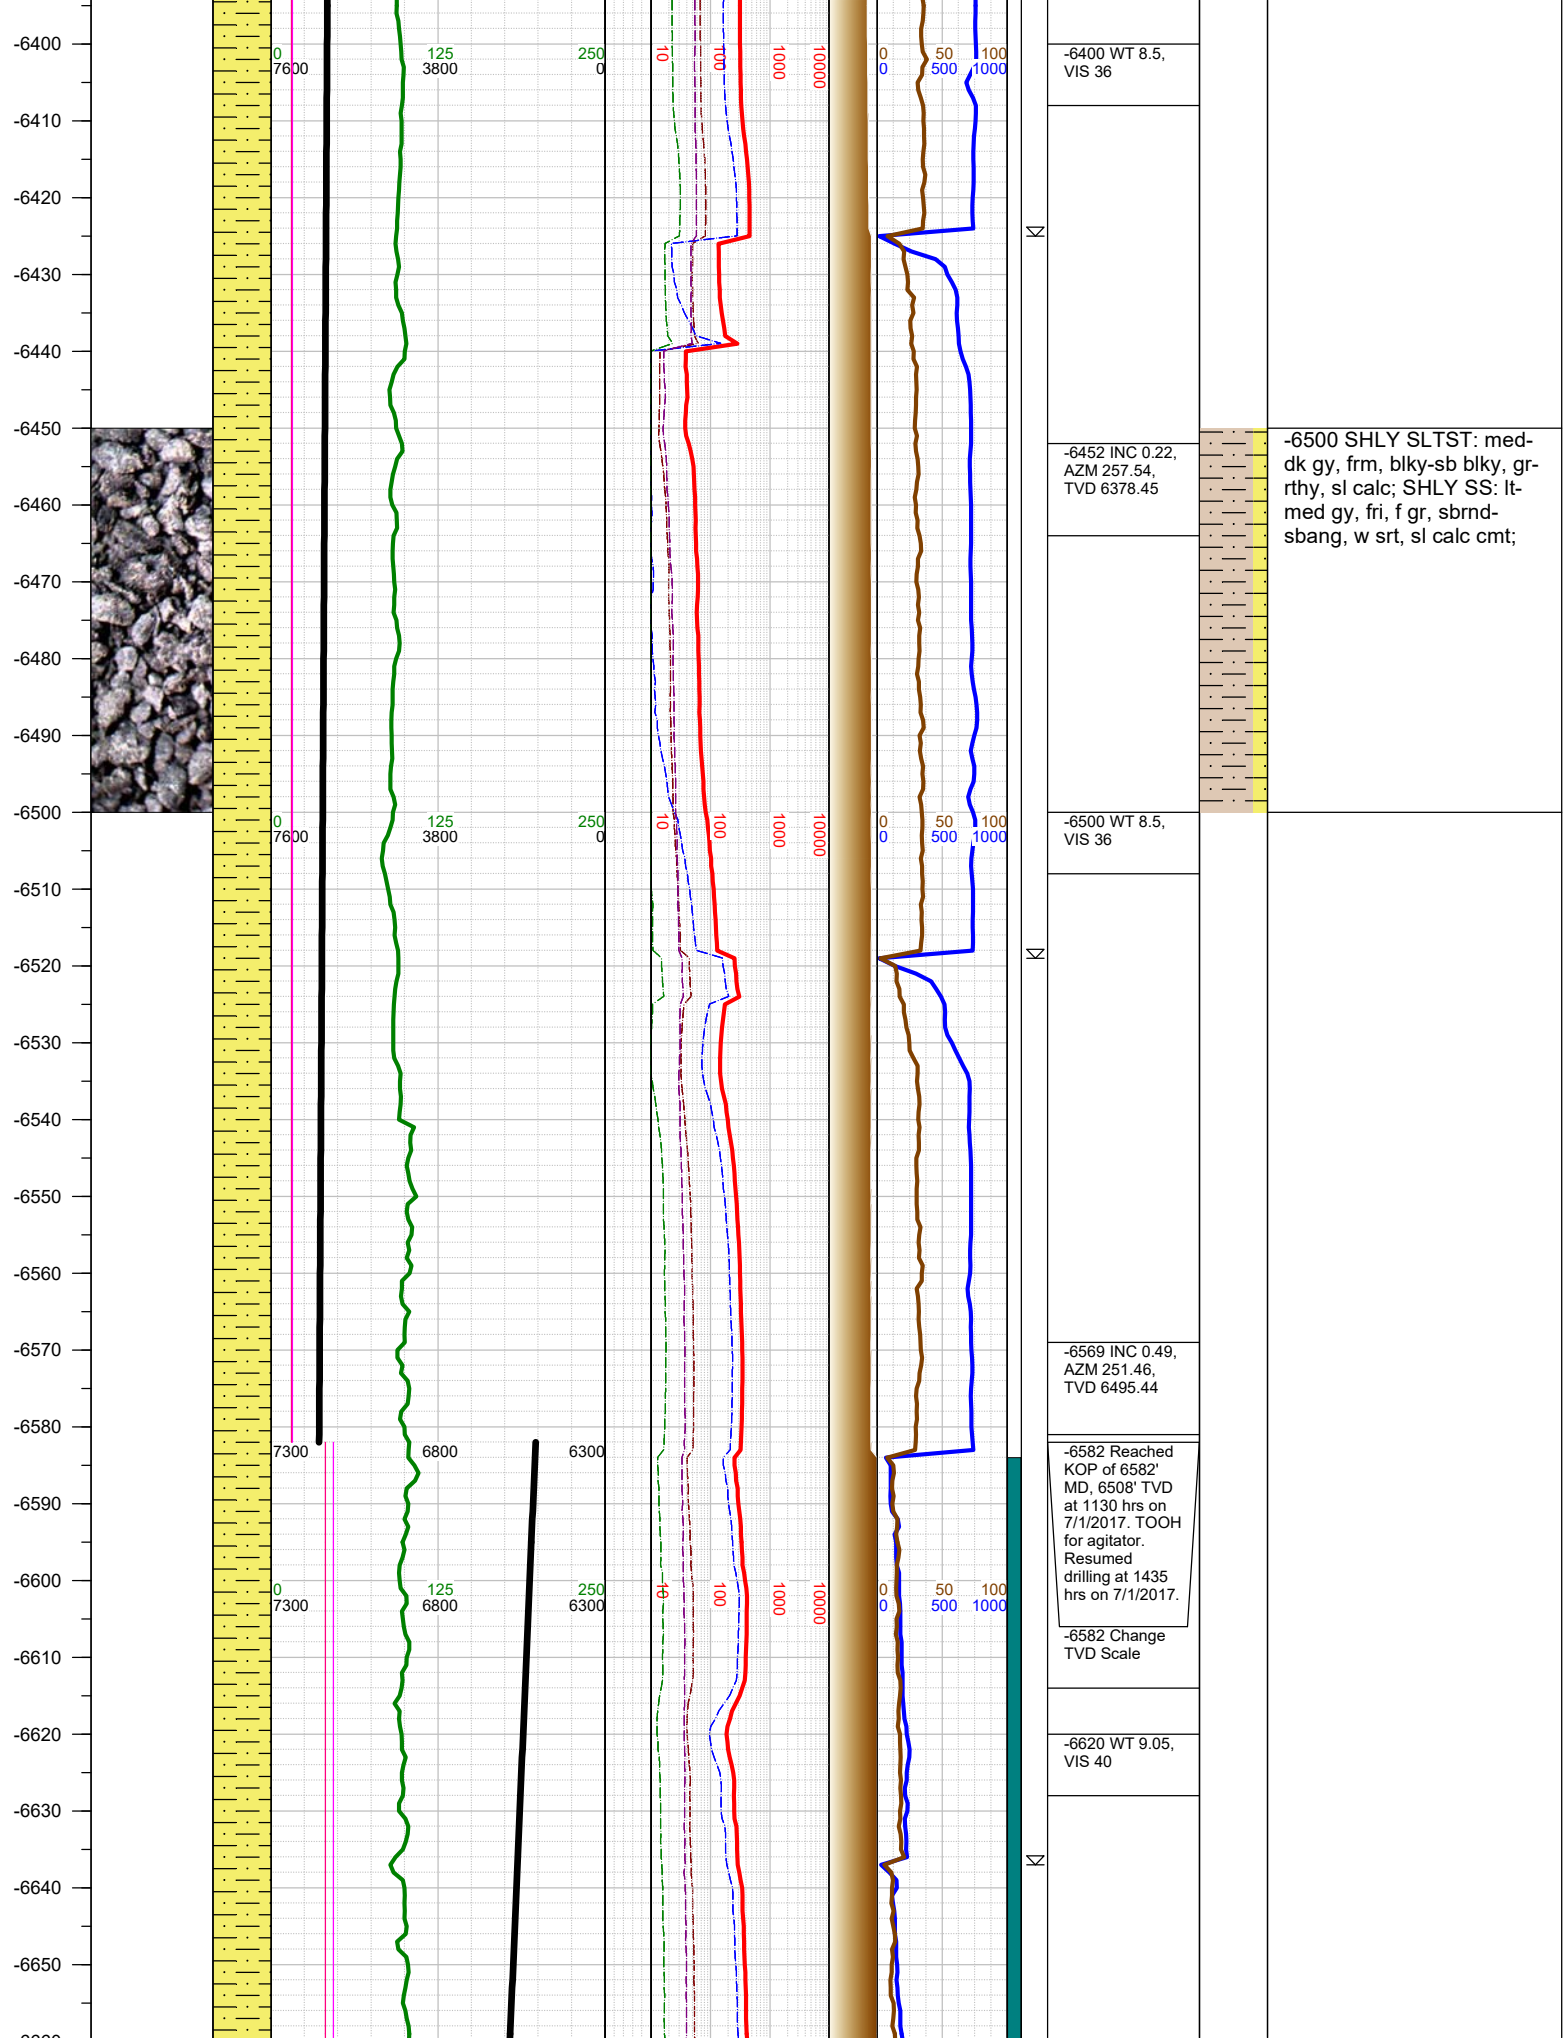 -6400
0 125 250
7600 3800 0
10 100 1000 10000
0 50 100
0 500 1000
-6400 WT 8.5,
VIS 36
-6410
-6420
-6430
-6440
-6450
-6452 INC 0.22,
AZM 257.54,
TVD 6378.45
-6500 SHLY SLTST: med-
dk gy, frm, blky-sb blky, gr-
rthy, sl calc; SHLY SS: lt-
med gy, fri, f gr, sbrnd-
sbang, w srt, sl calc cmt;
-6460
-6470
-6480
-6490
-6500
0 125 250
7600 3800 0
10 100 1000 10000
0 50 100
0 500 1000
-6500 WT 8.5,
VIS 36
-6510
-6520
-6530
-6540
-6550
-6560
-6570
-6569 INC 0.49,
AZM 251.46,
TVD 6495.44
-6580
7300 6800 6300
-6582 Reached
KOP of 6582'
MD, 6508' TVD
at 1130 hrs on
7/1/2017. TOOH
for agitator.
Resumed
drilling at 1435
hrs on 7/1/2017.
-6590
-6600
0 125 250
7300 6800 6300
10 100 1000 10000
0 50 100
0 500 1000
-6582 Change
TVD Scale
-6610
-6620
-6620 WT 9.05,
VIS 40
-6630
-6640
-6650